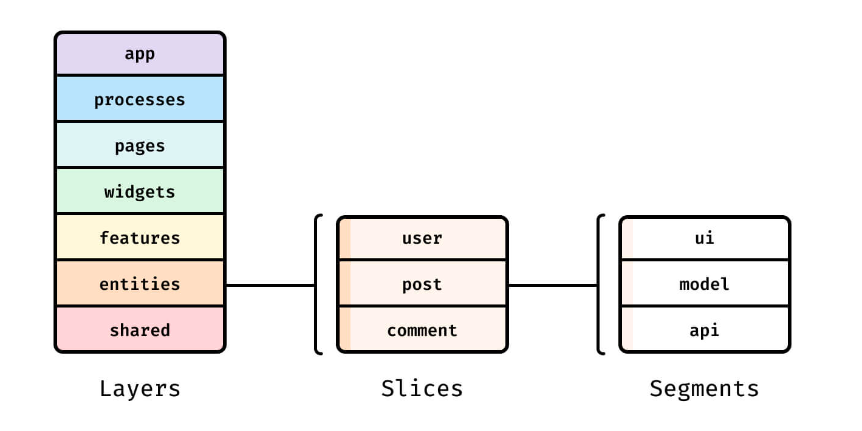 app
processes
pages
widgets
features
entities
shared
Layers
user
post
comment
Slices
ui
model
api
Segments